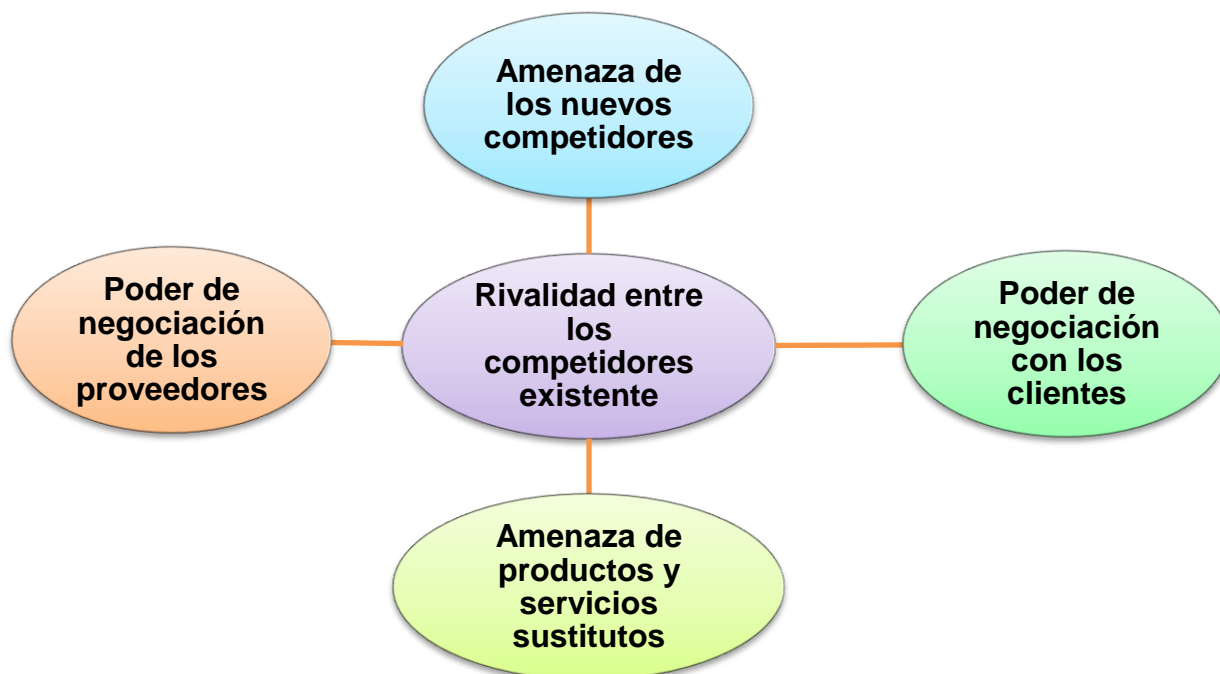 Amenaza de
los nuevos
competidores
Poder de
negociación
de los
proveedores
Rivalidad entre
los
competidores
existente
Poder de
negociación
con los
clientes
Amenaza de
productos y
servicios
sustitutos